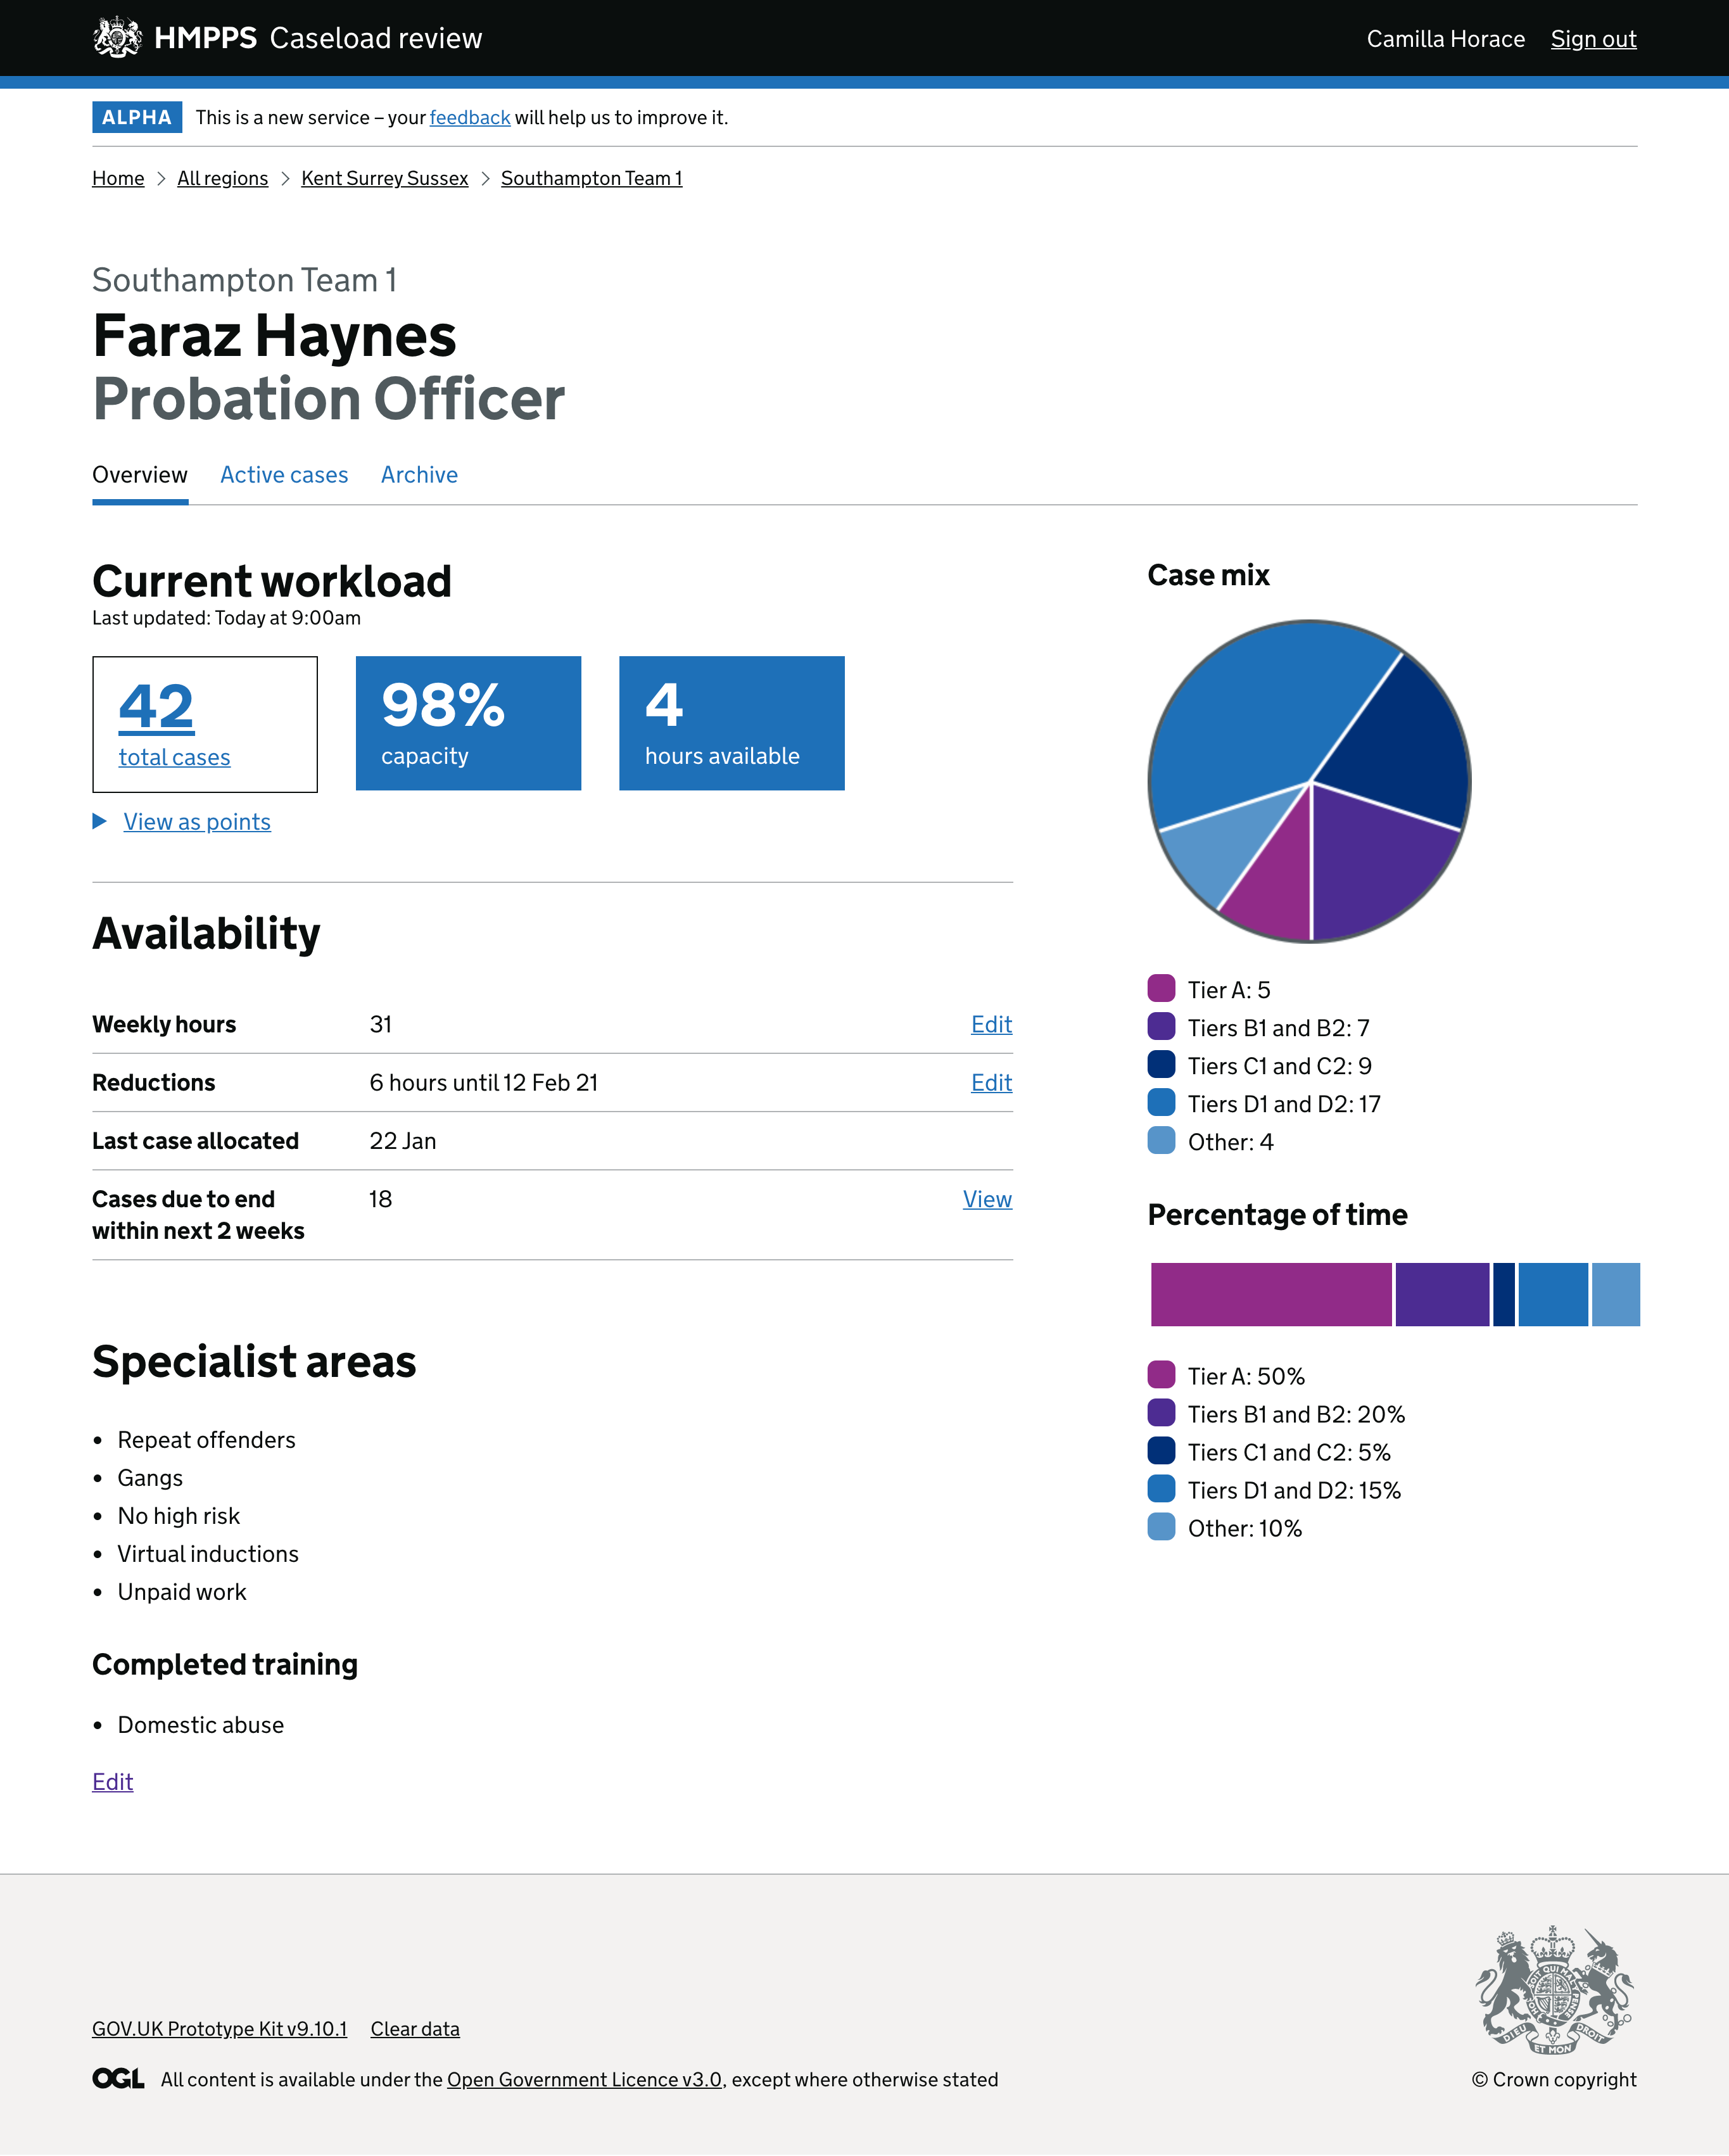 HMPPS Caseload review
Camilla Horace Sign out
ALPHA This is a new service – your feedback will help us to improve it.
Home > All regions > Kent Surrey Sussex > Southampton Team 1
Southampton Team 1
Faraz Haynes
Probation Officer
Overview Active cases Archive
Current workload
Last updated: Today at 9:00am
42
total cases
98%
capacity
4
hours available
View as points
Availability
Weekly hours 31 Edit
Reductions 6 hours until 12 Feb 21 Edit
Last case allocated 22 Jan
Cases due to end 18 View
within next 2 weeks
Specialist areas
• Repeat offenders
• Gangs
• No high risk
• Virtual inductions
• Unpaid work
Completed training
• Domestic abuse
Edit
Case mix
Tier A: 5
Tiers B1 and B2: 7
Tiers C1 and C2: 9
Tiers D1 and D2: 17
Other: 4
Percentage of time
Tier A: 50%
Tiers B1 and B2: 20%
Tiers C1 and C2: 5%
Tiers D1 and D2: 15%
Other: 10%
GOV.UK Prototype Kit v9.10.1 Clear data
OGL All content is available under the Open Government Licence v3.0, except where otherwise stated
DIEU ET MON DROIT
© Crown copyright